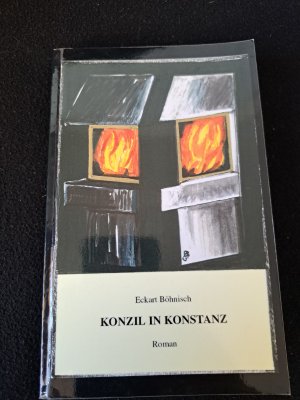 Eckart Böhnisch
KONZIL IN KONSTANZ
Roman